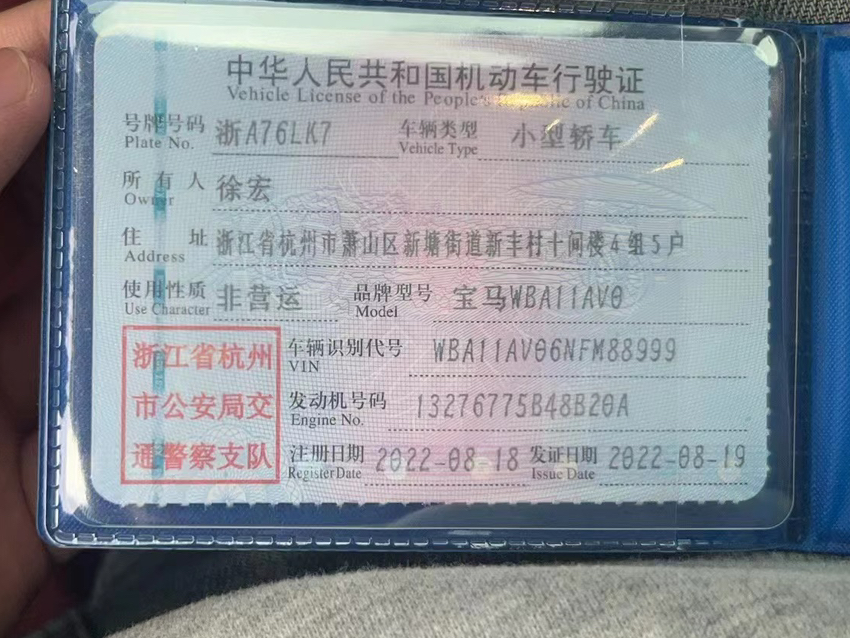 中华人民共和国机动车行驶证
Vehicle License of the People's Republic of China
号牌号码 浙A76LK7 车辆类型 小型轿车
Plate No. Vehicle Type
所有人 徐宏
Owner
住址 浙江省杭州市萧山区新塘街道新丰村十间楼4组5户
Address
使用性质 非营运 品牌型号 宝马WBA11AV0
Use Character Model
浙江省杭州 车辆识别代号 WBA11AV06NFM88999
VIN
市公安局交 发动机号码 13276775B48B20A
Engine No.
通警察支队 注册日期 2022-08-18 发证日期 2022-08-19
Register Date Issue Date